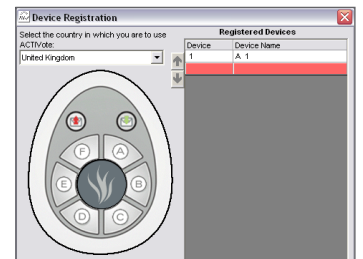 Device Registration
Select the country in which you are to use
ACTIVote:
United Kingdom
Registered Devices
Device Device Name
1 A 1
F A
E B
D C